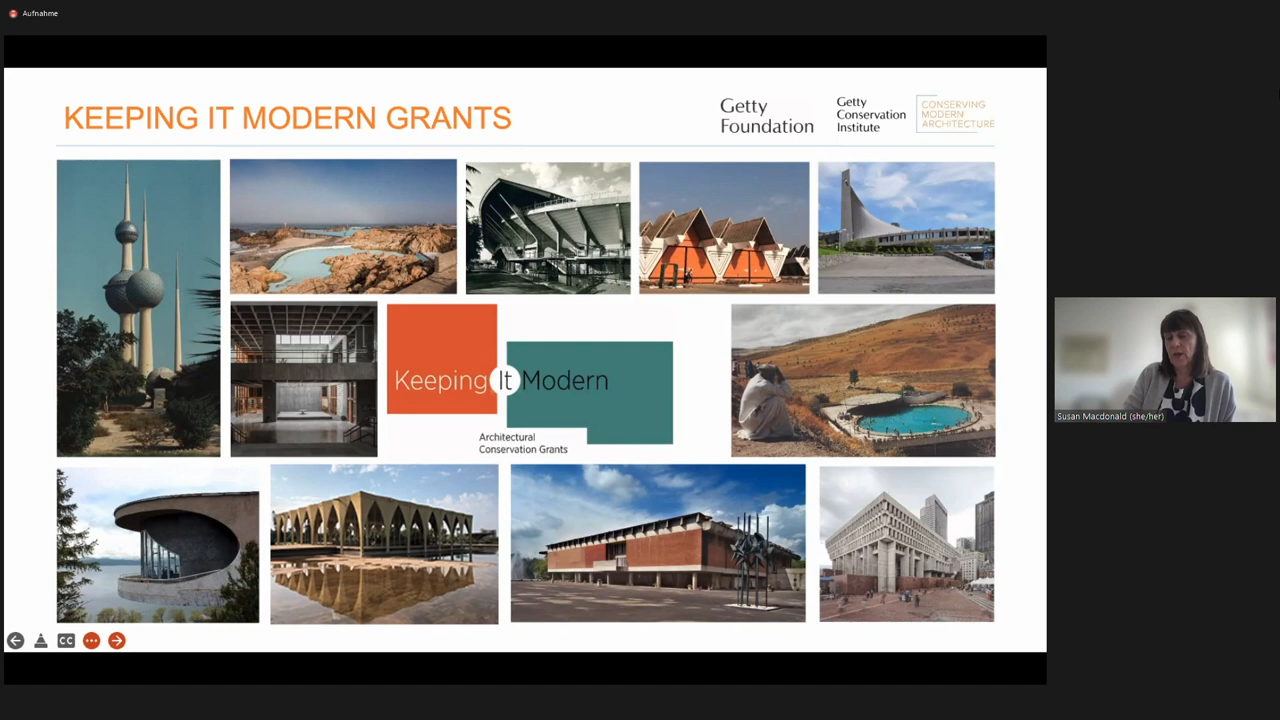 Aufnahme
KEEPING IT MODERN GRANTS
Getty
Foundation
Getty
Conservation
Institute
CONSERVING
MODERN
ARCHITECTURE
Keeping It Modern
Architectural
Conservation Grants
Susan Macdonald (she/her)
CC